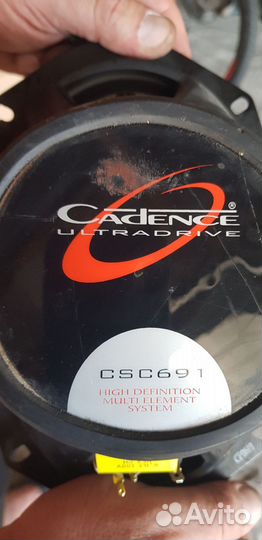 CADENCE®
ULTRADRIVE
CSC691
HIGH DEFINITION
MULTI ELEMENT
SYSTEM
Avito